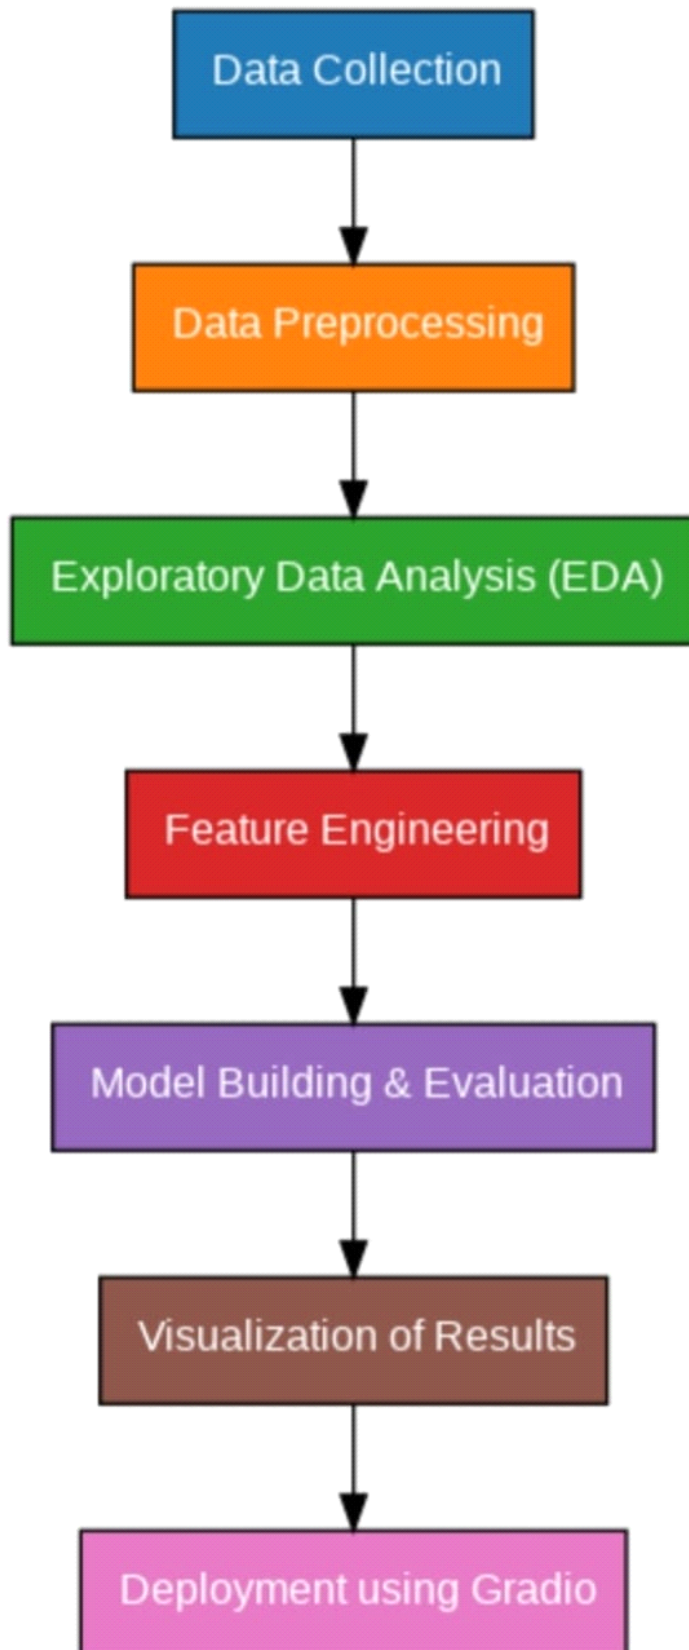 Data Collection
Data Preprocessing
Exploratory Data Analysis (EDA)
Feature Engineering
Model Building & Evaluation
Visualization of Results
Deployment using Gradio